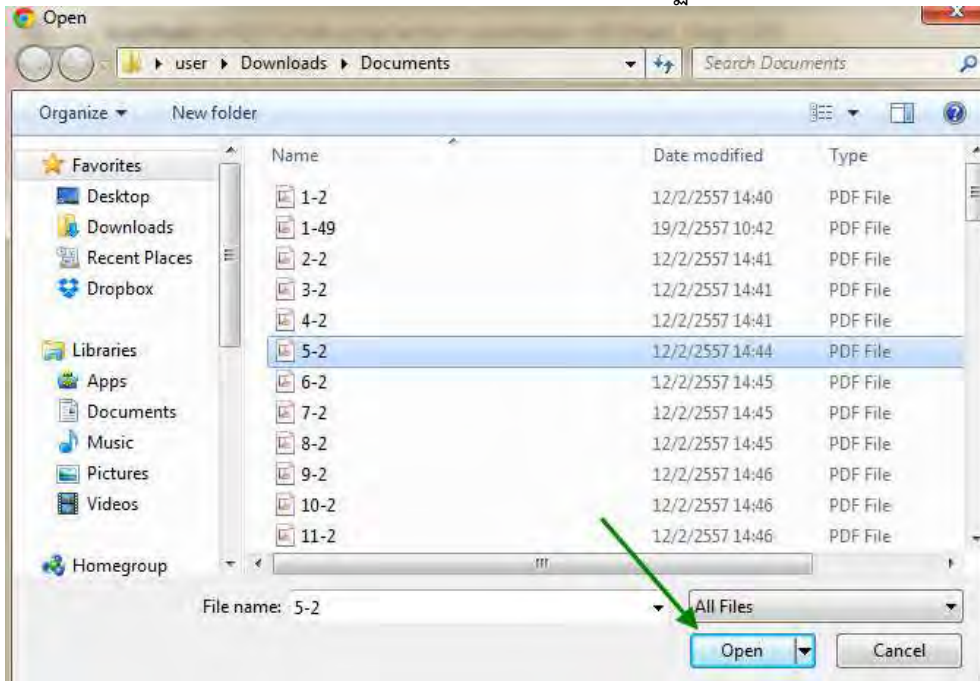 Open
user ▸ Downloads ▸ Documents
Search Documents
Organize
New folder
Name
Date modified
Type
Favorites
Desktop
Downloads
Recent Places
Dropbox
Libraries
Apps
Documents
Music
Pictures
Videos
Homegroup
1-2 12/2/2557 14:40 PDF File
1-49 19/2/2557 10:42 PDF File
2-2 12/2/2557 14:41 PDF File
3-2 12/2/2557 14:41 PDF File
4-2 12/2/2557 14:41 PDF File
5-2 12/2/2557 14:44 PDF File
6-2 12/2/2557 14:45 PDF File
7-2 12/2/2557 14:45 PDF File
8-2 12/2/2557 14:45 PDF File
9-2 12/2/2557 14:46 PDF File
10-2 12/2/2557 14:46 PDF File
11-2 12/2/2557 14:46 PDF File
File name: 5-2
All Files
Open
Cancel